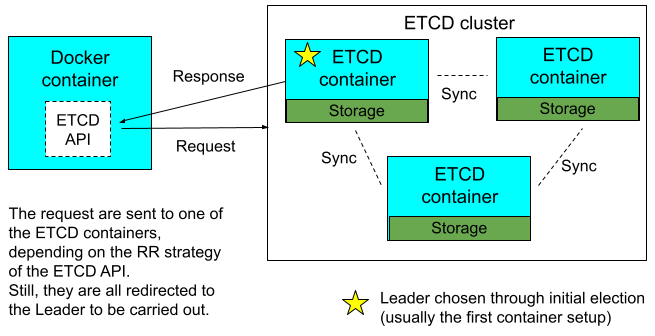 ETCD cluster
Docker
container
ETCD
API
Response
Request
ETCD
container
Storage
Sync
ETCD
container
Storage
Sync
Sync
ETCD
container
Storage
The request are sent to one of
the ETCD containers,
depending on the RR strategy
of the ETCD API.
Still, they are all redirected to
the Leader to be carried out.
Leader chosen through initial election
(usually the first container setup)